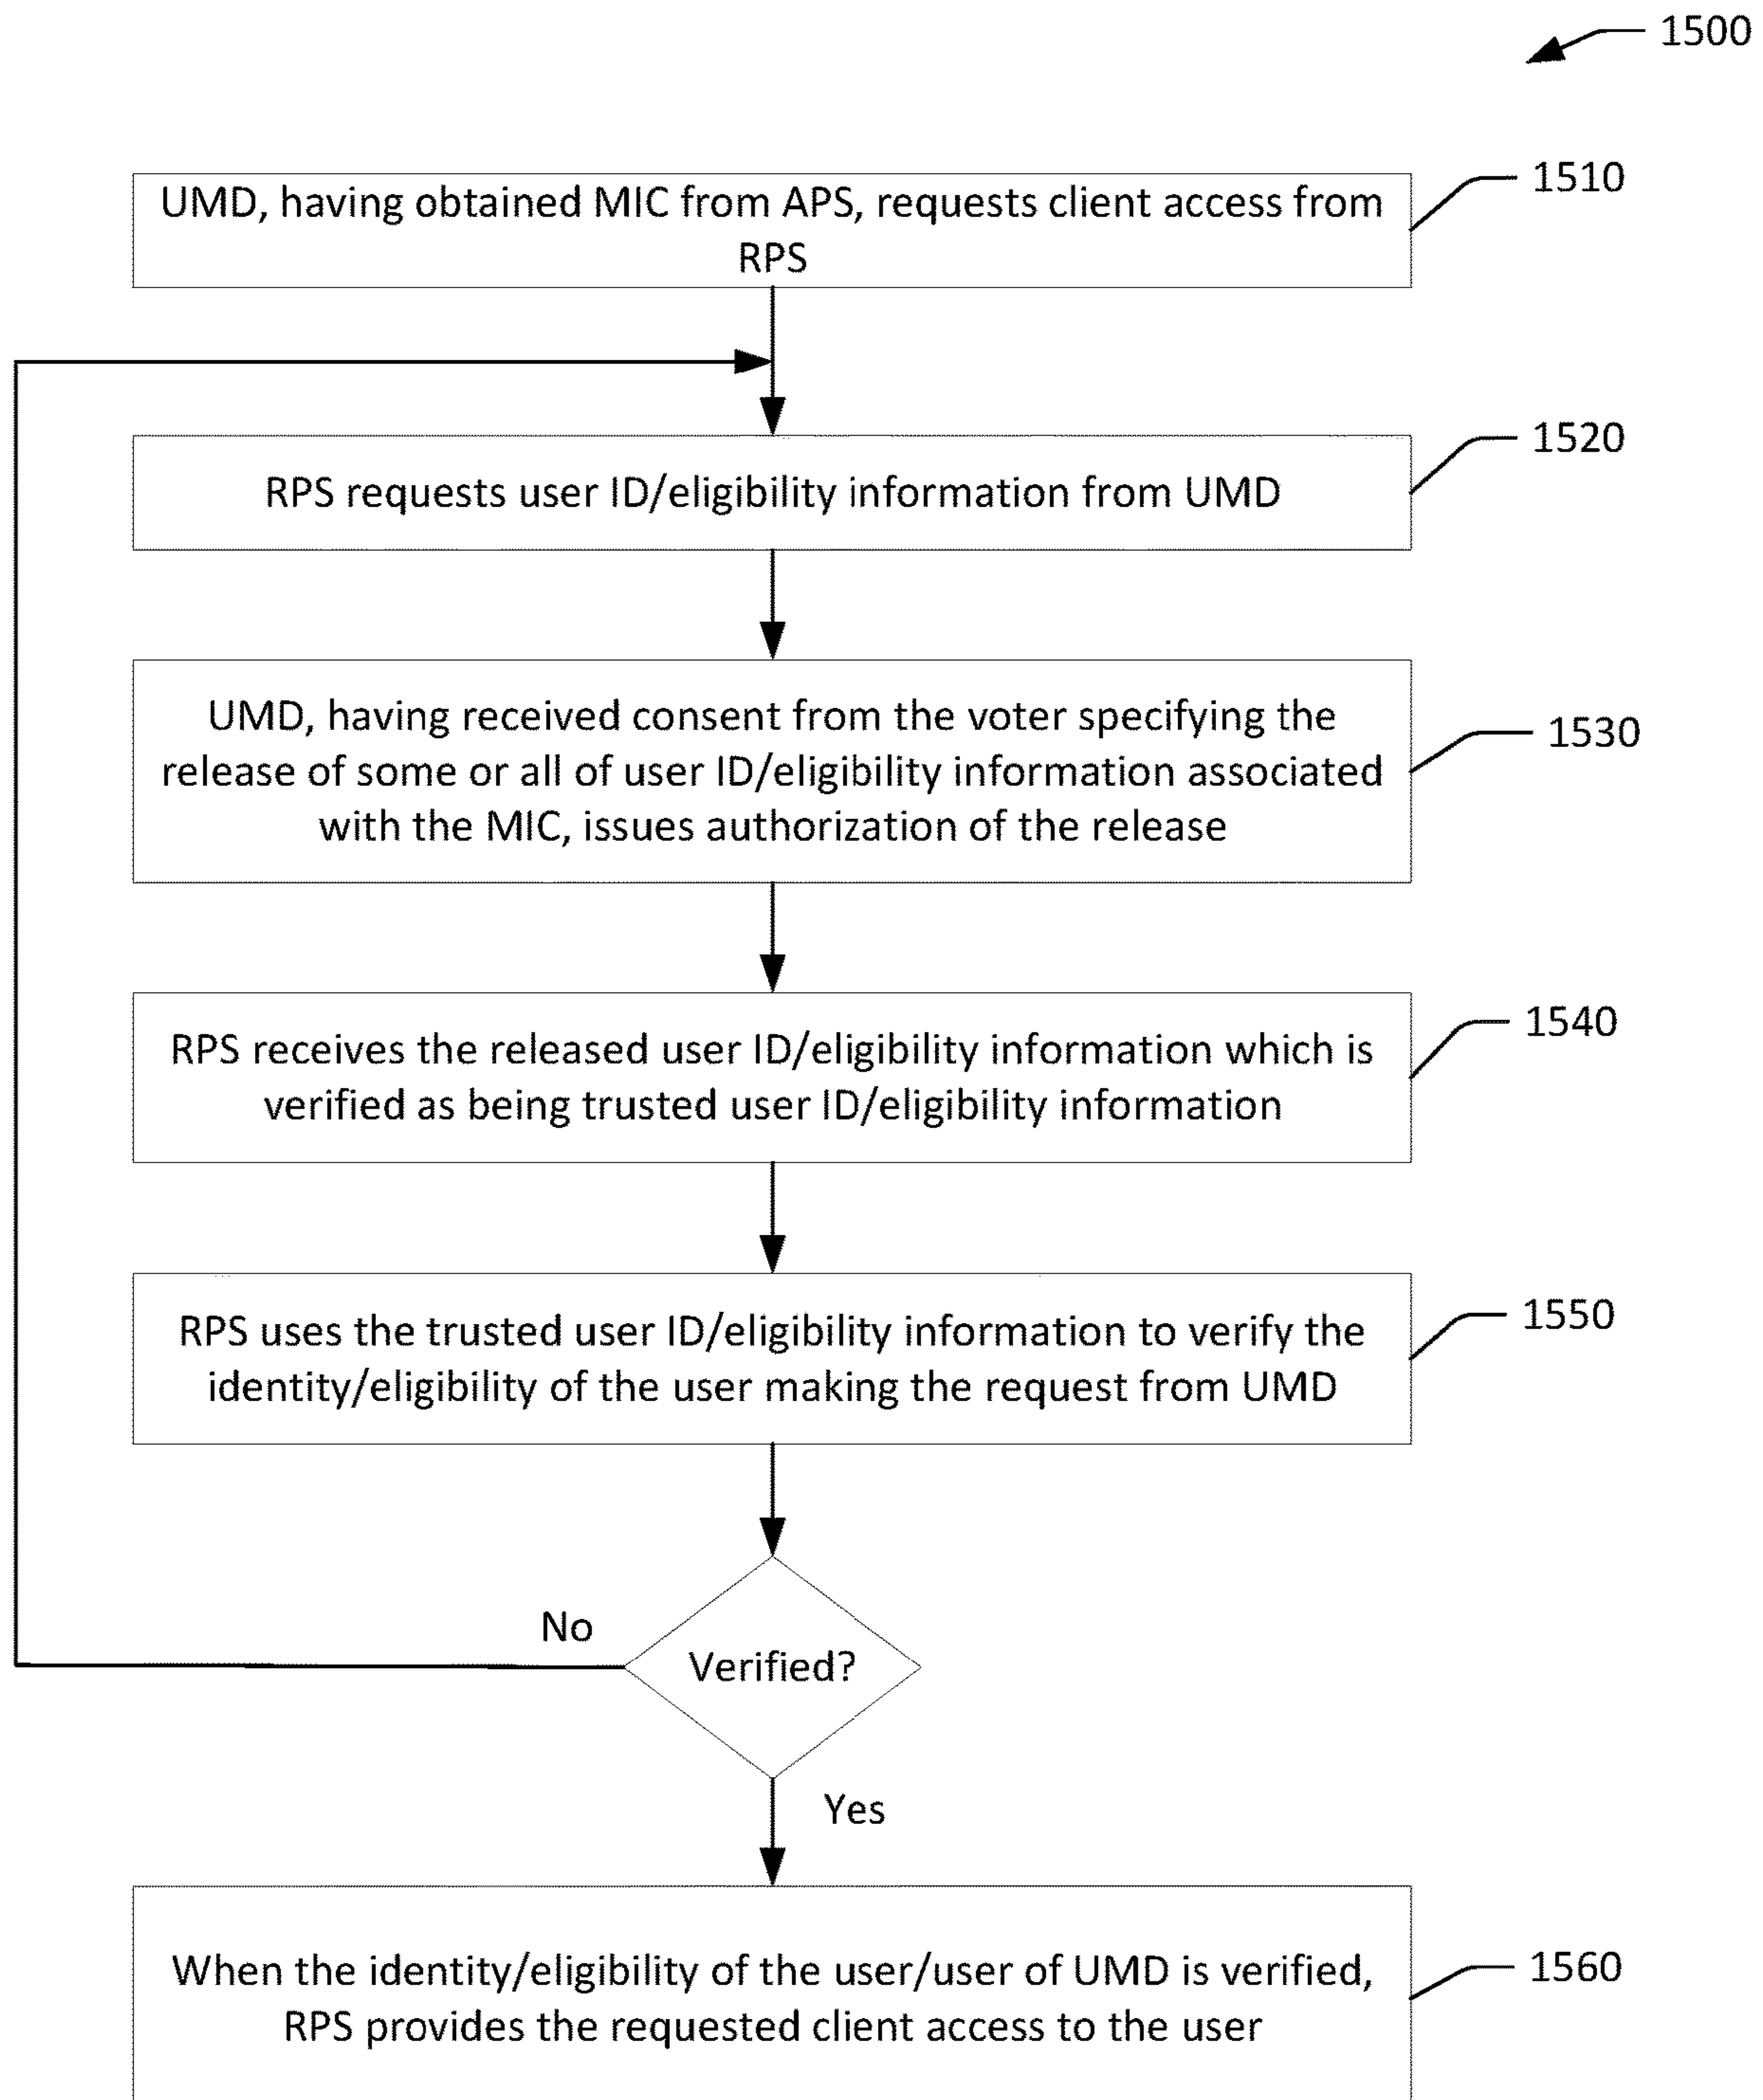 1500
1510
UMD, having obtained MIC from APS, requests client access from
RPS
1520
RPS requests user ID/eligibility information from UMD
1530
UMD, having received consent from the voter specifying the
release of some or all of user ID/eligibility information associated
with the MIC, issues authorization of the release
1540
RPS receives the released user ID/eligibility information which is
verified as being trusted user ID/eligibility information
1550
RPS uses the trusted user ID/eligibility information to verify the
identity/eligibility of the user making the request from UMD
No
Verified?
Yes
1560
When the identity/eligibility of the user/user of UMD is verified,
RPS provides the requested client access to the user